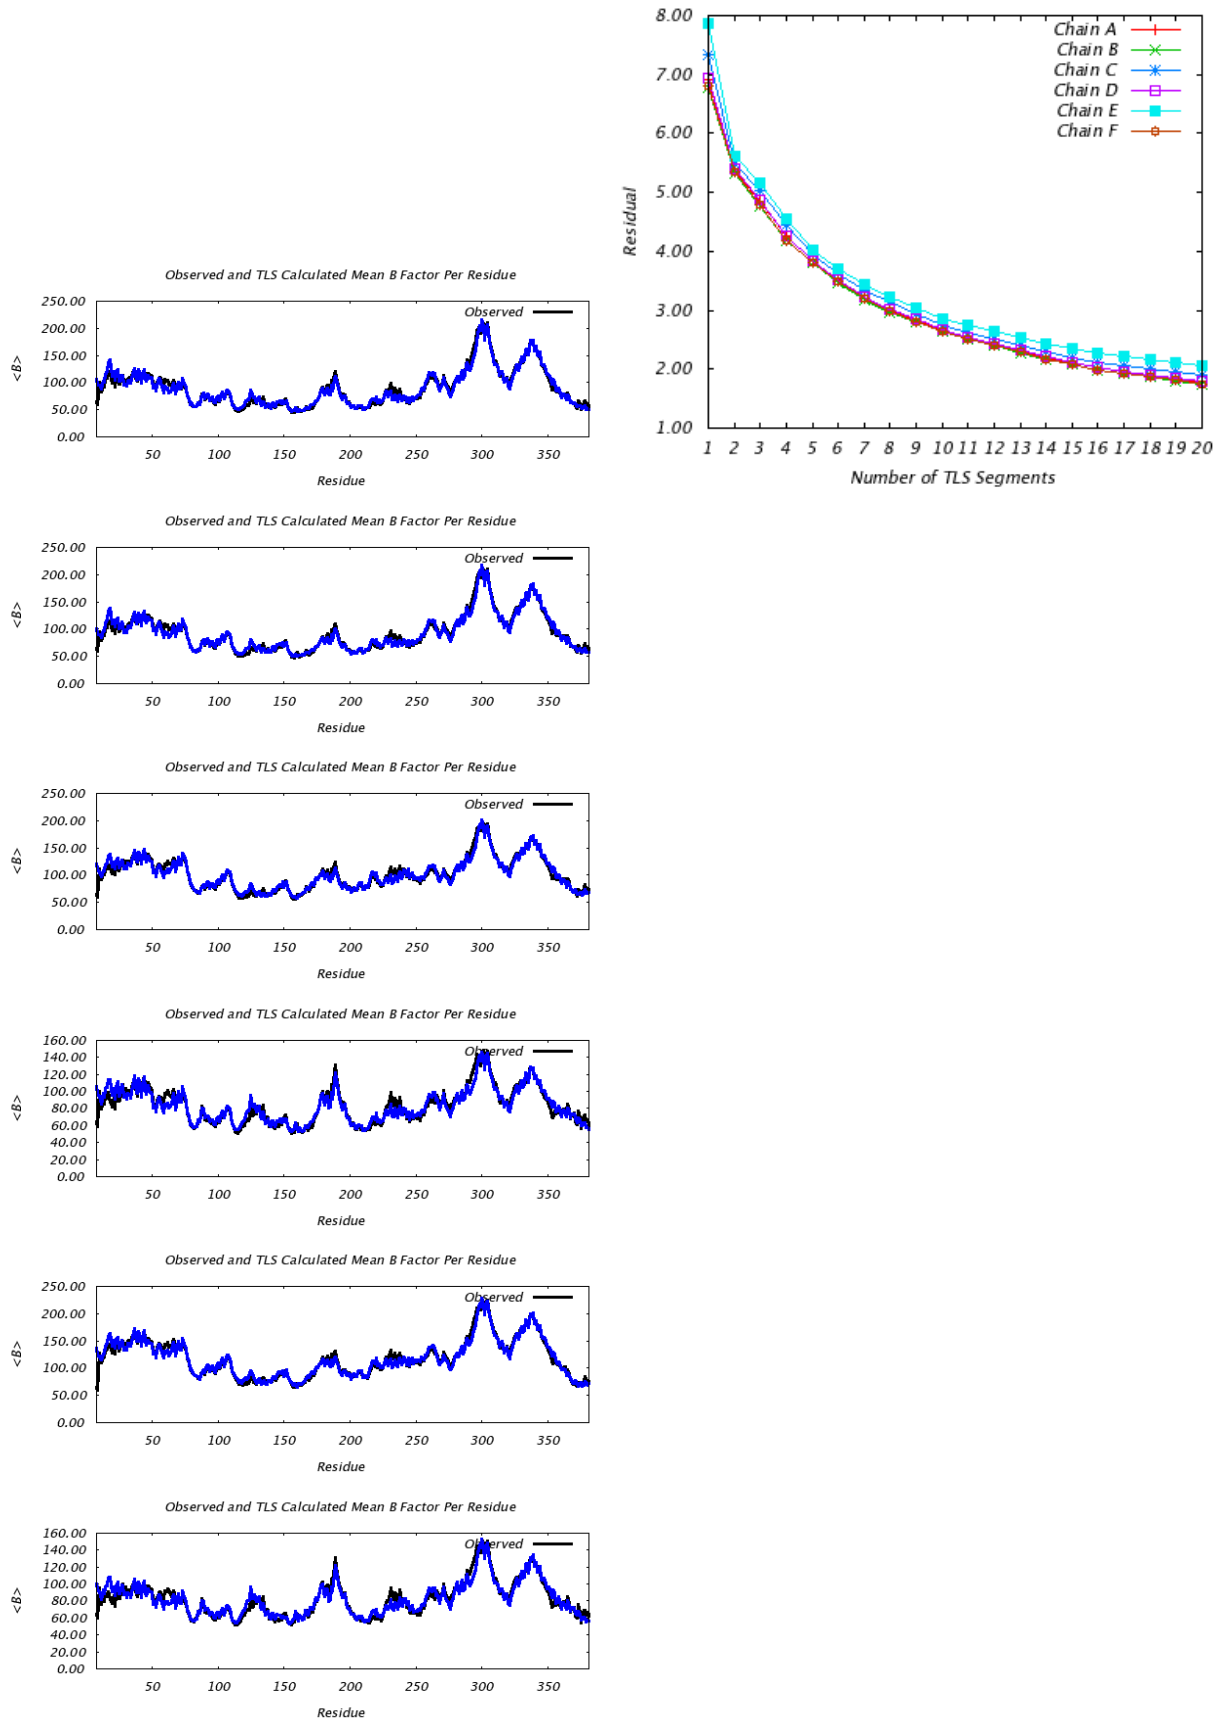 8.00
7.00
6.00
5.00
4.00
3.00
2.00
1.00
Residual
Chain A
Chain B
Chain C
Chain D
Chain E
Chain F
1 2 3 4 5 6 7 8 9 10 11 12 13 14 15 16 17 18 19 20
Number of TLS Segments
Observed and TLS Calculated Mean B Factor Per Residue
250.00
200.00
150.00
100.00
50.00
0.00
<B>
Observed
50 100 150 200 250 300 350
Residue
Observed and TLS Calculated Mean B Factor Per Residue
250.00
200.00
150.00
100.00
50.00
0.00
<B>
Observed
50 100 150 200 250 300 350
Residue
Observed and TLS Calculated Mean B Factor Per Residue
250.00
200.00
150.00
100.00
50.00
0.00
<B>
Observed
50 100 150 200 250 300 350
Residue
Observed and TLS Calculated Mean B Factor Per Residue
160.00
140.00
120.00
100.00
80.00
60.00
40.00
20.00
0.00
<B>
Observed
50 100 150 200 250 300 350
Residue
Observed and TLS Calculated Mean B Factor Per Residue
250.00
200.00
150.00
100.00
50.00
0.00
<B>
Observed
50 100 150 200 250 300 350
Residue
Observed and TLS Calculated Mean B Factor Per Residue
160.00
140.00
120.00
100.00
80.00
60.00
40.00
20.00
0.00
<B>
Observed
50 100 150 200 250 300 350
Residue